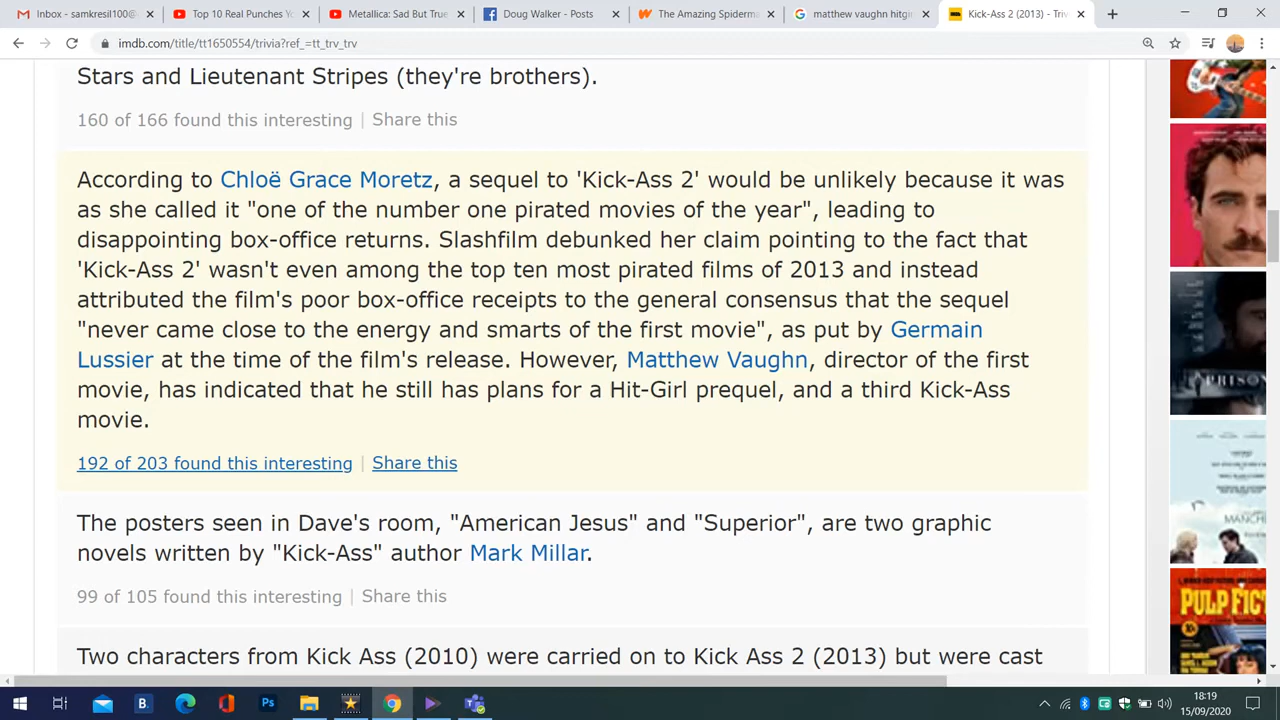 Inbox - samkresil100@
Top 10 Real Punches Yo
Metallica: Sad But True
Doug Walker - Posts
The Amazing Spiderma
matthew vaughn hitgi
Kick-Ass 2 (2013) - Triv
imdb.com/title/tt1650554/trivia?ref_=tt_trv_trv
Stars and Lieutenant Stripes (they're brothers).
160 of 166 found this interesting | Share this
According to Chloë Grace Moretz, a sequel to 'Kick-Ass 2' would be unlikely because it was
as she called it "one of the number one pirated movies of the year", leading to
disappointing box-office returns. Slashfilm debunked her claim pointing to the fact that
'Kick-Ass 2' wasn't even among the top ten most pirated films of 2013 and instead
attributed the film's poor box-office receipts to the general consensus that the sequel
"never came close to the energy and smarts of the first movie", as put by Germain
Lussier at the time of the film's release. However, Matthew Vaughn, director of the first
movie, has indicated that he still has plans for a Hit-Girl prequel, and a third Kick-Ass
movie.
192 of 203 found this interesting | Share this
The posters seen in Dave's room, "American Jesus" and "Superior", are two graphic
novels written by "Kick-Ass" author Mark Millar.
99 of 105 found this interesting | Share this
Two characters from Kick Ass (2010) were carried on to Kick Ass 2 (2013) but were cast
PRISON
MANCHE
PULP FIC
18:19
15/09/2020